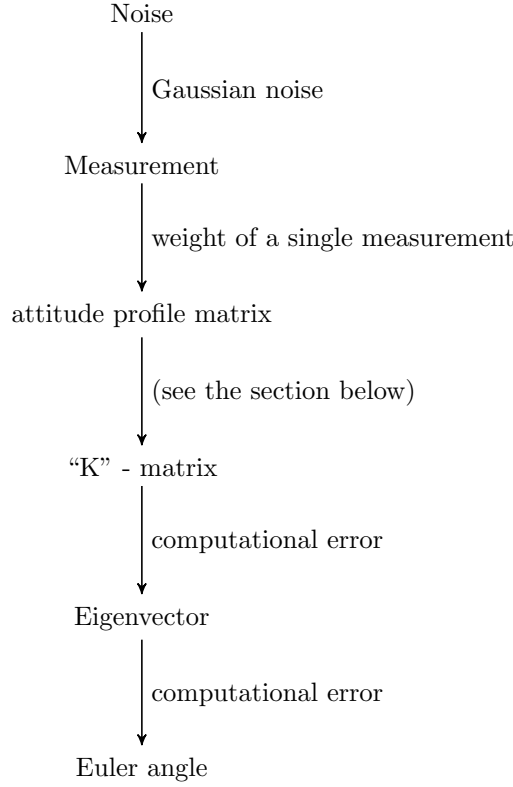 Noise
Gaussian noise
Measurement
weight of a single measurement
attitude profile matrix
(see the section below)
“K” - matrix
computational error
Eigenvector
computational error
Euler angle